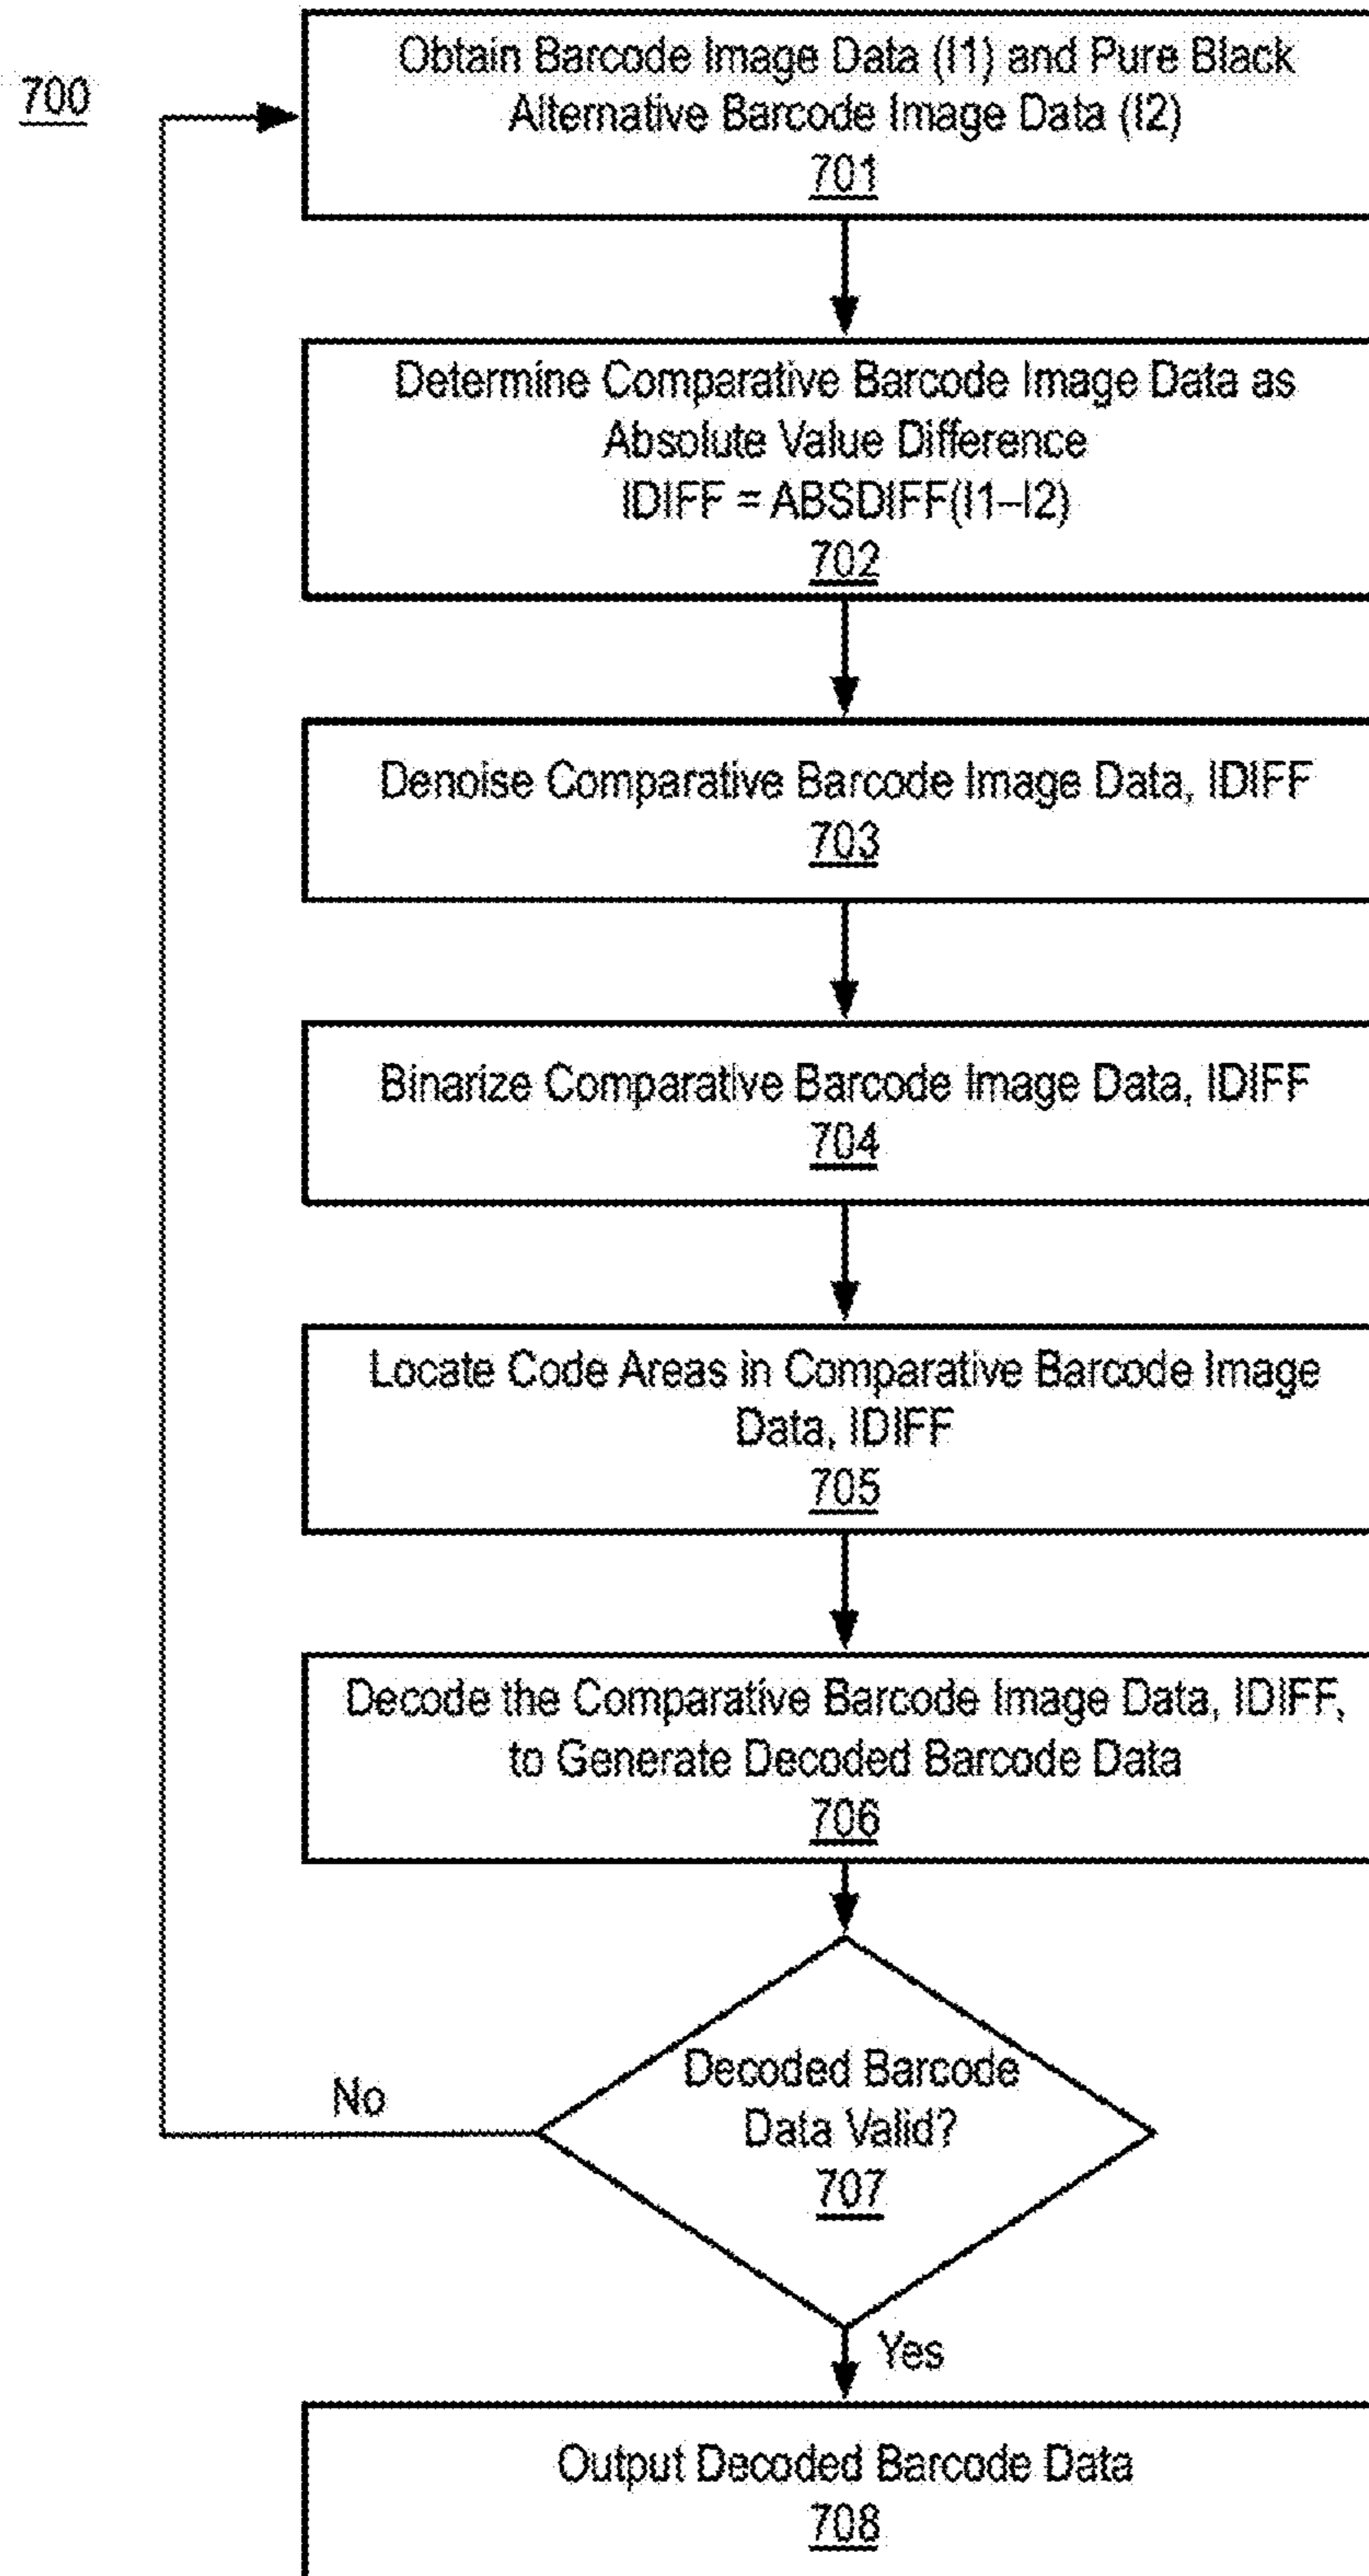 700
Obtain Barcode Image Data (I1) and Pure Black
Alternative Barcode Image Data (I2)
701
Determine Comparative Barcode Image Data as
Absolute Value Difference
IDIFF = ABSDIFF(I1–I2)
702
Denoise Comparative Barcode Image Data, IDIFF
703
Binarize Comparative Barcode Image Data, IDIFF
704
Locate Code Areas in Comparative Barcode Image
Data, IDIFF
705
Decode the Comparative Barcode Image Data, IDIFF,
to Generate Decoded Barcode Data
706
Decoded Barcode
Data Valid?
707
No
Yes
Output Decoded Barcode Data
708